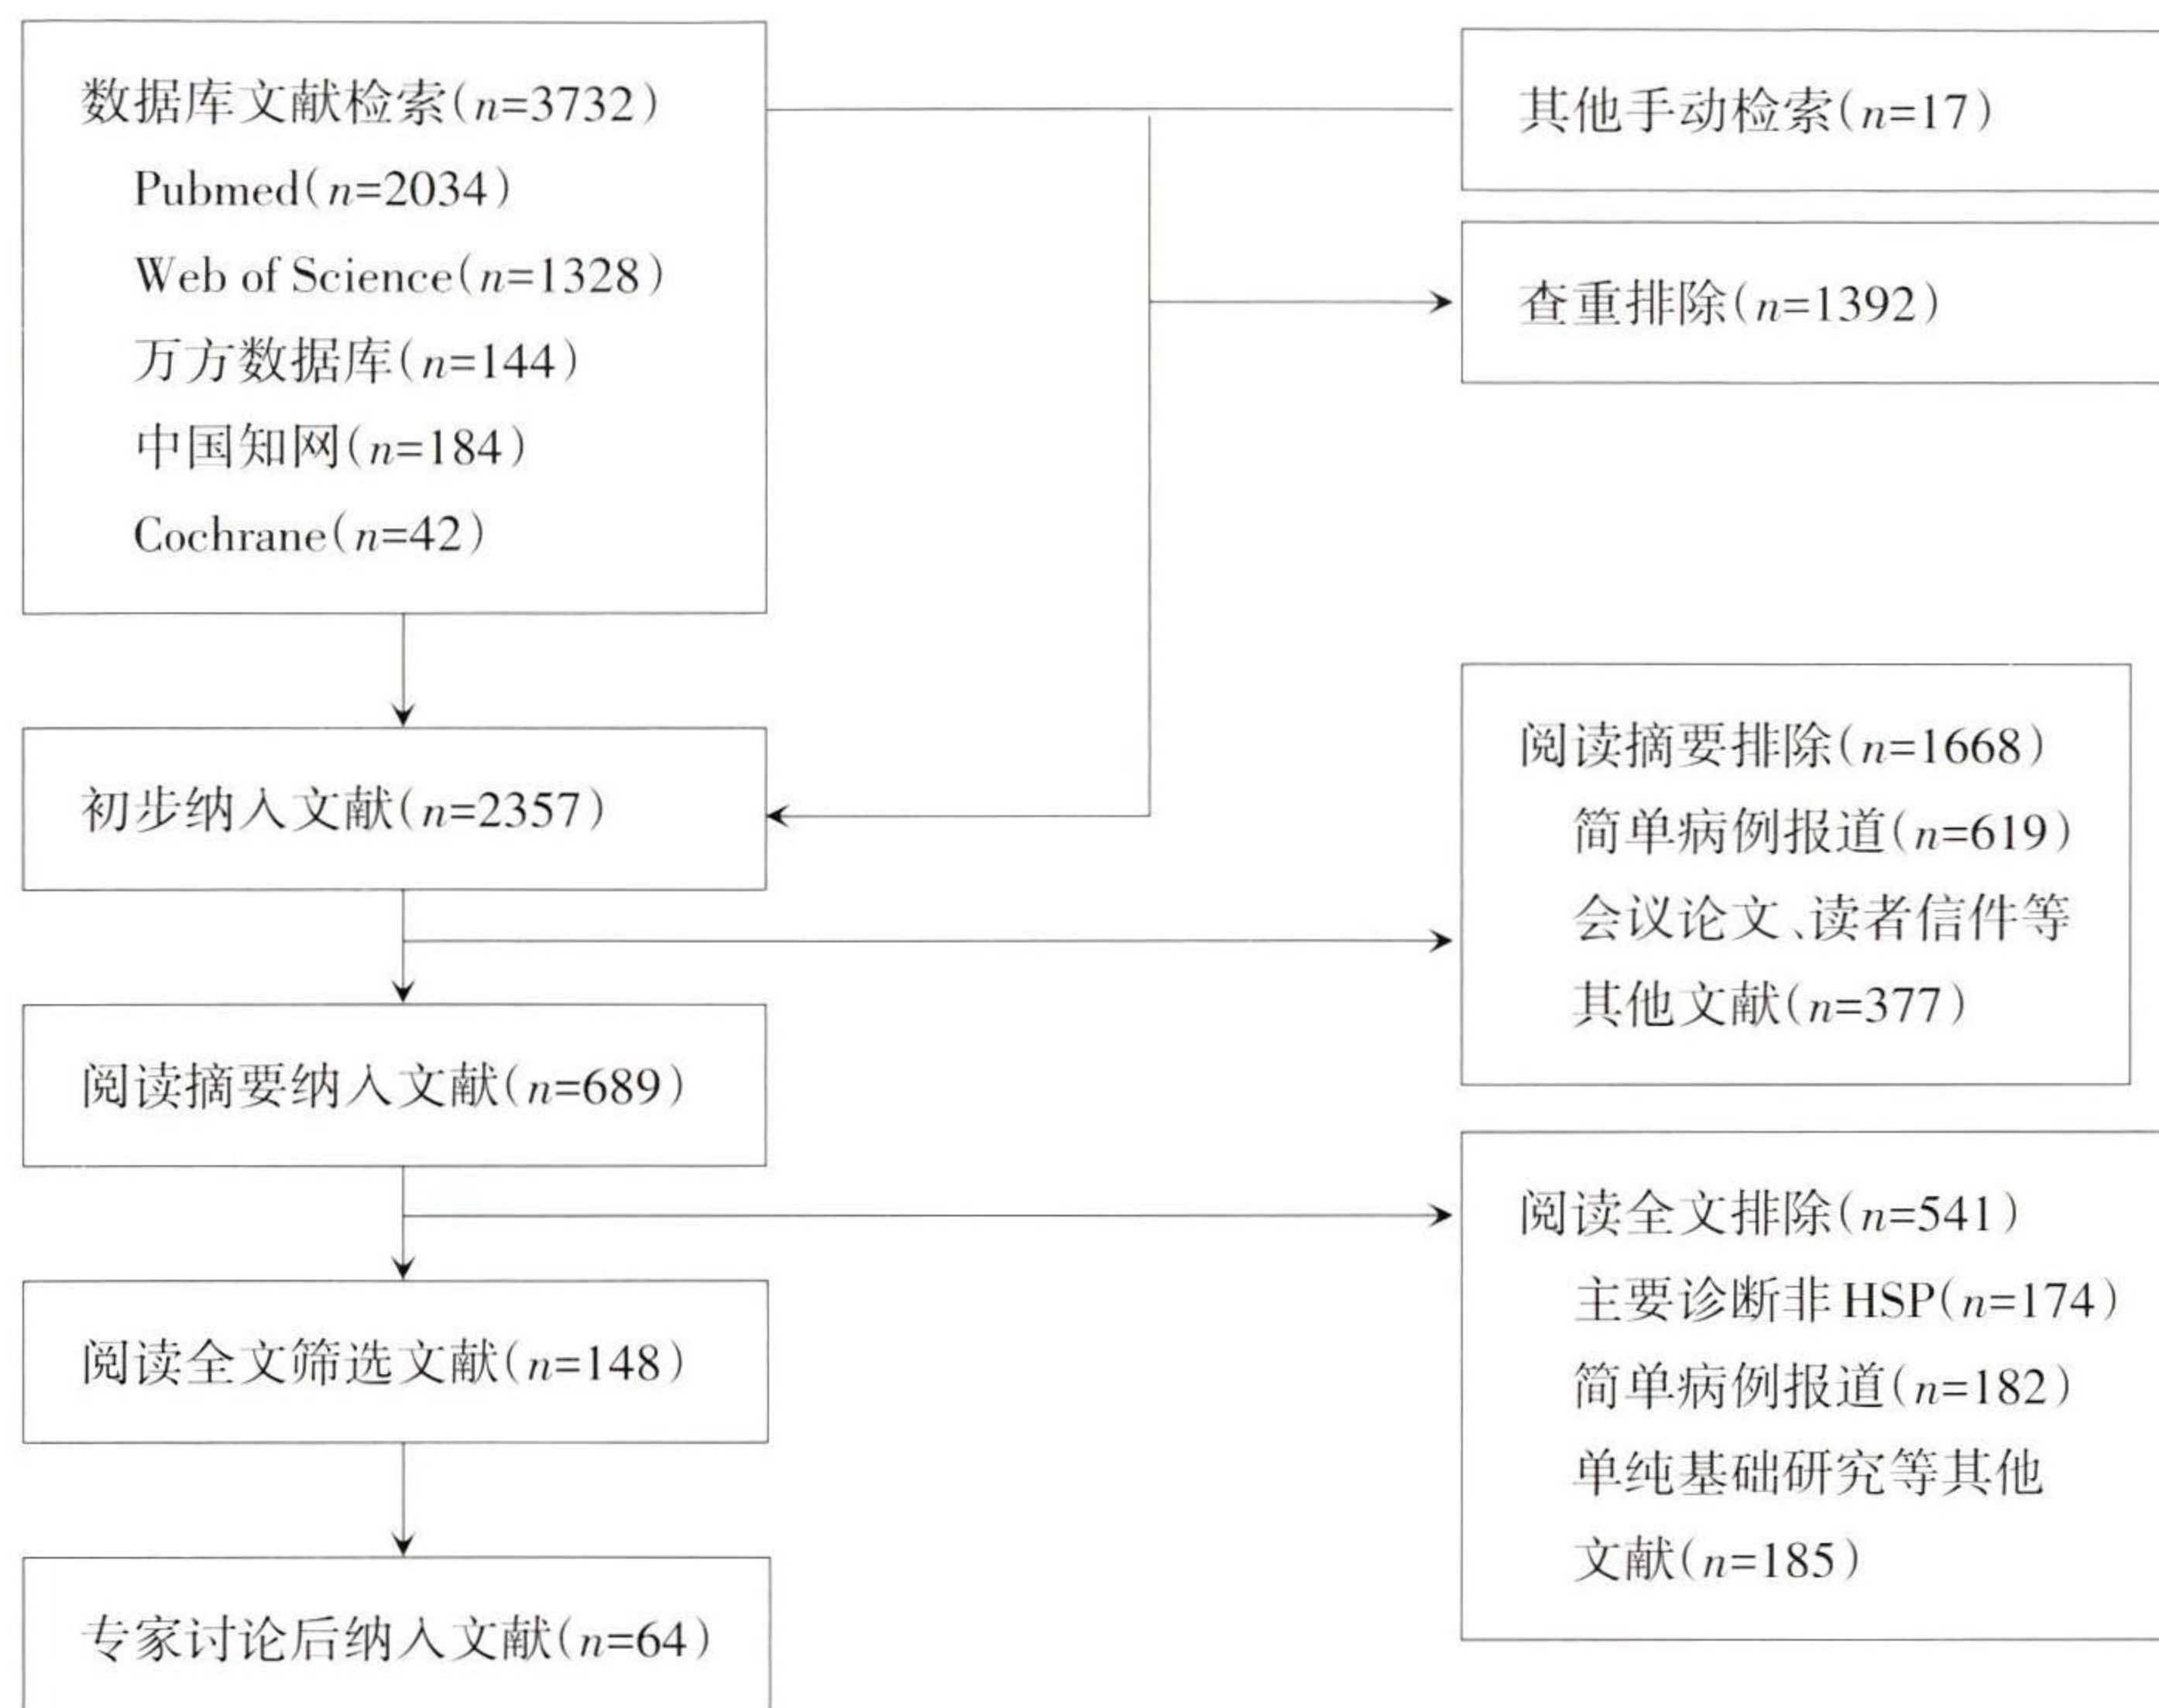 数据库文献检索(n=3732)
Pubmed(n=2034)
Web of Science(n=1328)
万方数据库(n=144)
中国知网(n=184)
Cochrane(n=42)
其他手动检索(n=17)
查重排除(n=1392)
初步纳入文献(n=2357)
阅读摘要排除(n=1668)
简单病例报道(n=619)
会议论文、读者信件等
其他文献(n=377)
阅读摘要纳入文献(n=689)
阅读全文排除(n=541)
主要诊断非HSP(n=174)
简单病例报道(n=182)
单纯基础研究等其他
文献(n=185)
阅读全文筛选文献(n=148)
专家讨论后纳入文献(n=64)